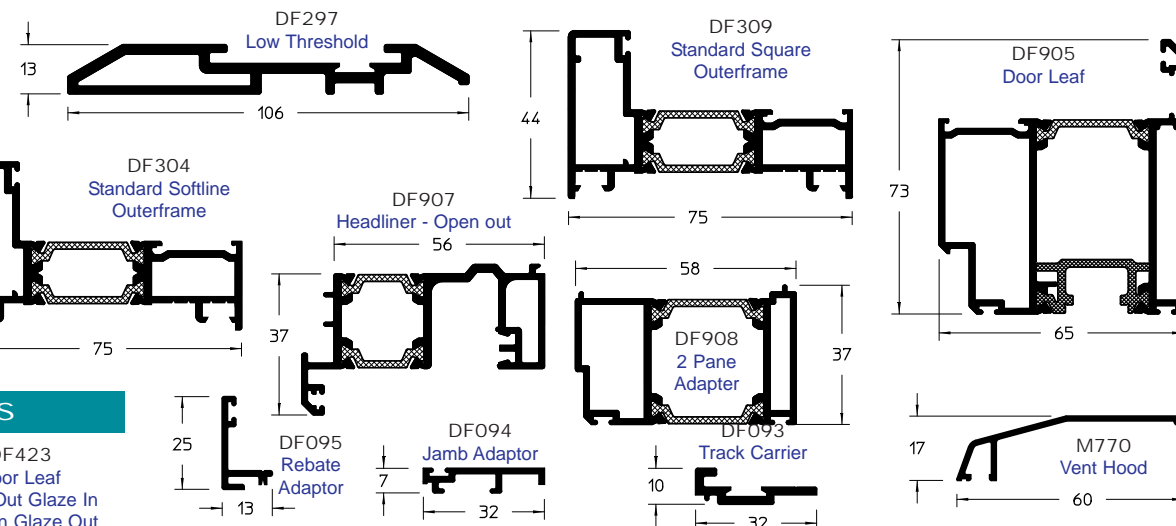 DF297
Low Threshold
13
106
DF309
Standard Square
Outerframe
44
75
DF905
Door Leaf
73
65
DF304
Standard Softline
Outerframe
75
DF907
Headliner - Open out
56
37
58
DF908
2 Pane
Adapter
37
S
DF423
Door Leaf
Out Glaze In
In Glaze Out
25
DF095
Rebate
Adaptor
13
DF094
Jamb Adaptor
7
32
DF093
Track Carrier
10
32
M770
Vent Hood
17
60